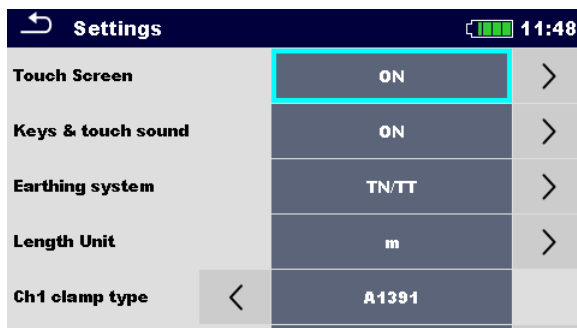 Settings 11:48
Touch Screen ON
Keys & touch sound ON
Earthing system TN/TT
Length Unit m
Ch1 clamp type A1391